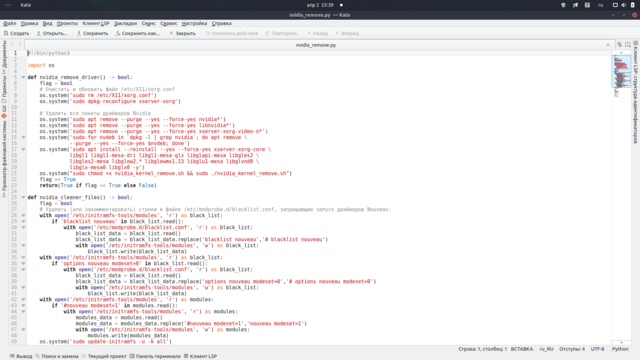 Kate
апр 2 23:39
ru
nvidia_remove.py — Kate
Файл Правка Вид Проекты Клиент LSP Закладки Сеанс Сервис Настройка Справка
Создать Открыть... Сохранить Сохранить как... Закрыть Отменить действие Повторить Назад Вперёд
nvidia_remove.py
#!/bin/python3
import os
def nvidia_remove_driver() -> bool:
flag = bool
# Очистить и обновить файл /etc/X11/xorg.conf
os.system('sudo rm /etc/X11/xorg.conf')
os.system('sudo dpkg-reconfigure xserver-xorg')
# Удалить все пакеты драйверов Nvidia
os.system('sudo apt remove --purge --yes --force-yes nvidia*')
os.system('sudo apt remove --purge --yes --force-yes libnvidia*')
os.system('sudo apt remove --purge --yes --force-yes xserver-xorg-video-n*')
os.system('sudo for nvdeb in `dpkg -l | grep nvidia`; do apt remove \
--purge --yes --force-yes $nvdeb; done')
os.system('sudo apt install --reinstall --yes --force-yes xserver-xorg-core \
libgl1 libgl1-mesa-dri libgl1-mesa-glx libglapi-mesa libgles2 \
libgles2-mesa libglew2.* libglewmx1.13 libglu1 libglu1-mesa libglvnd0 \
libglx-mesa0 libglx0 -y')
os.system("sudo chmod +x nvidia_kernel_remove.sh && sudo ./nvidia_kernel_remove.sh")
flag == True
return(True if flag == True else False)
def nvidia_cleaner_files() -> bool:
flag = bool
# Удалить (или закомментировать) строки в файле /etc/modprobe.d/blacklist.conf, запрещающие запуск драйверов Nouveau:
with open('/etc/initramfs-tools/modules', 'r') as black_list:
if 'blacklist nouveau' in black_list.read():
with open('/etc/modprobe.d/blacklist.conf', 'r') as black_list:
black_list_data = black_list.read()
black_list_data = black_list_data.replace('blacklist nouveau','# blacklist nouveau')
with open('/etc/initramfs-tools/modules', 'w') as black_list:
black_list.write(black_list_data)
with open('/etc/initramfs-tools/modules', 'r') as black_list:
if 'options nouveau modeset=0' in black_list.read():
with open('/etc/modprobe.d/blacklist.conf', 'r') as black_list:
black_list_data = black_list.read()
black_list_data = black_list_data.replace('options nouveau modeset=0','# options nouveau modeset=0')
with open('/etc/initramfs-tools/modules', 'w') as black_list:
black_list.write(black_list_data)
with open('/etc/initramfs-tools/modules', 'r') as modules:
if '#nouveau modeset=1' in modules.read():
with open('/etc/initramfs-tools/modules', 'r') as modules:
modules_data = modules.read()
modules_data = modules_data.replace('#nouveau modeset=1','nouveau modeset=1')
with open('/etc/initramfs-tools/modules', 'w') as modules:
modules.write(modules_data)
os.system('sudo update-initramfs -u -k all')
Строка: 1, столбец: 1 ВСТАВКА ru_RU Отступы: 4 UTF-8 Python
Вывод Поиск и замена Текущий проект Панель терминала Клиент LSP
Документы
Проекты
Git
Просмотр файловой системы
Клиент LSP: структура идентификаторов